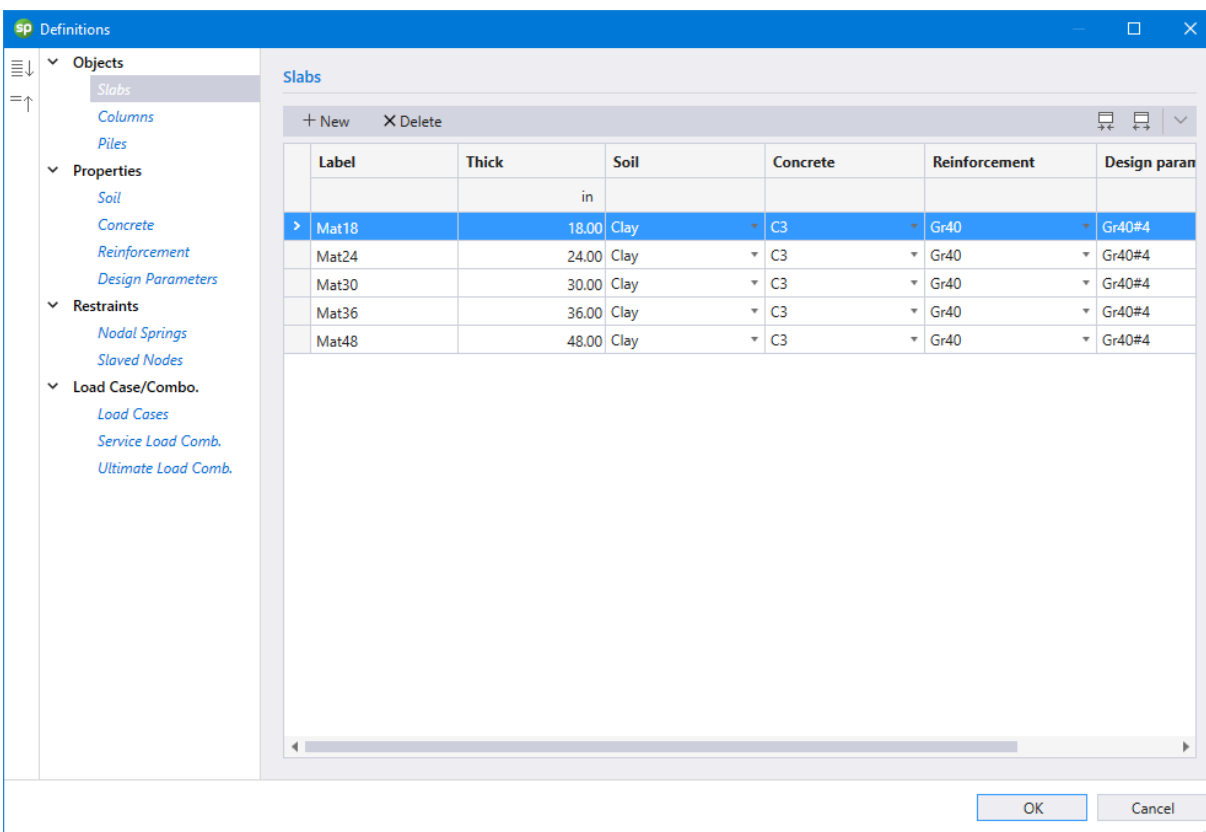 sp Definitions
Objects
Slabs
Columns
Piles
Properties
Soil
Concrete
Reinforcement
Design Parameters
Restraints
Nodal Springs
Slaved Nodes
Load Case/Combo.
Load Cases
Service Load Comb.
Ultimate Load Comb.
Slabs
+ New X Delete
Label Thick Soil Concrete Reinforcement Design param
in
Mat18 18.00 Clay C3 Gr40 Gr40#4
Mat24 24.00 Clay C3 Gr40 Gr40#4
Mat30 30.00 Clay C3 Gr40 Gr40#4
Mat36 36.00 Clay C3 Gr40 Gr40#4
Mat48 48.00 Clay C3 Gr40 Gr40#4
OK Cancel